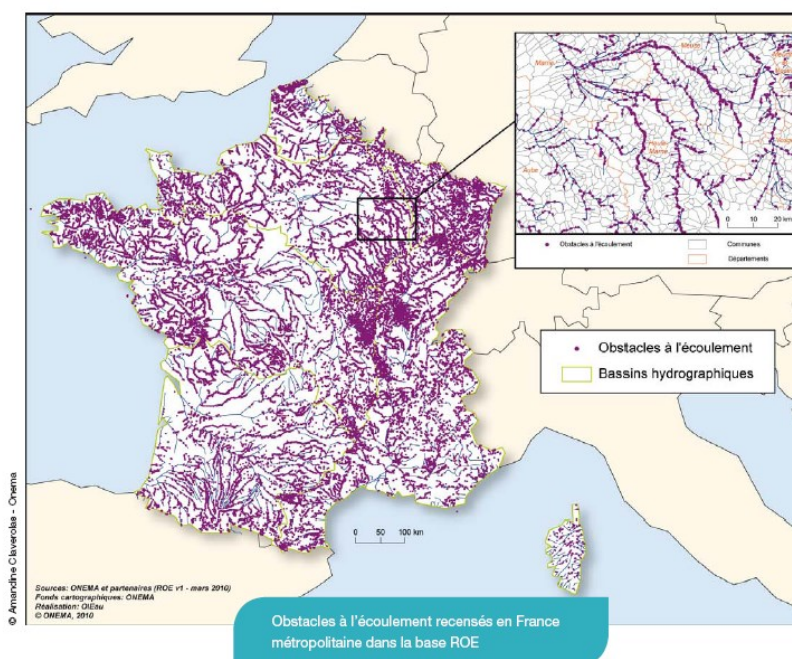 Marne
Meuse
Haute-
Marne
Aube
0 10 20 km
Obstacles à l'écoulement
Communes
Départements
Obstacles à l'écoulement
Bassins hydrographiques
0 50 100 km
© Amandine Claverolas - Onema
Sources: ONEMA et partenaires (ROE v1 - mars 2010)
Fonds cartographiques: ONEMA
Réalisation: OIEau
© ONEMA, 2010
Obstacles à l'écoulement recensés en France
métropolitaine dans la base ROE